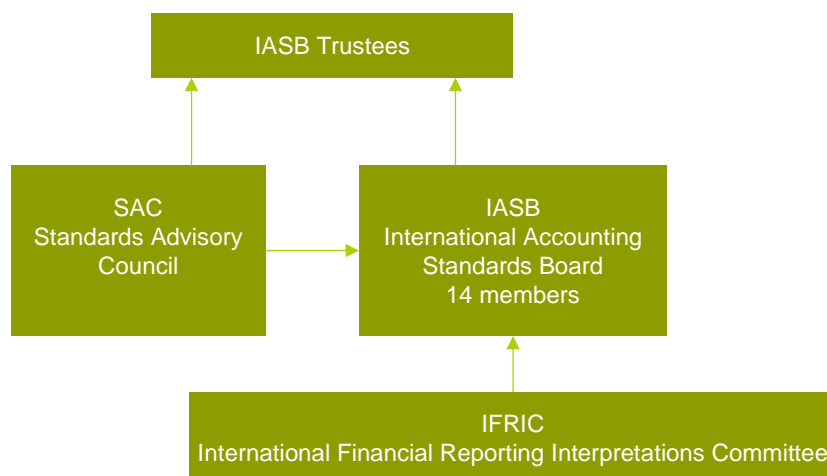 IASB Trustees
SAC
Standards Advisory
Council
IASB
International Accounting
Standards Board
14 members
IFRIC
International Financial Reporting Interpretations Committee